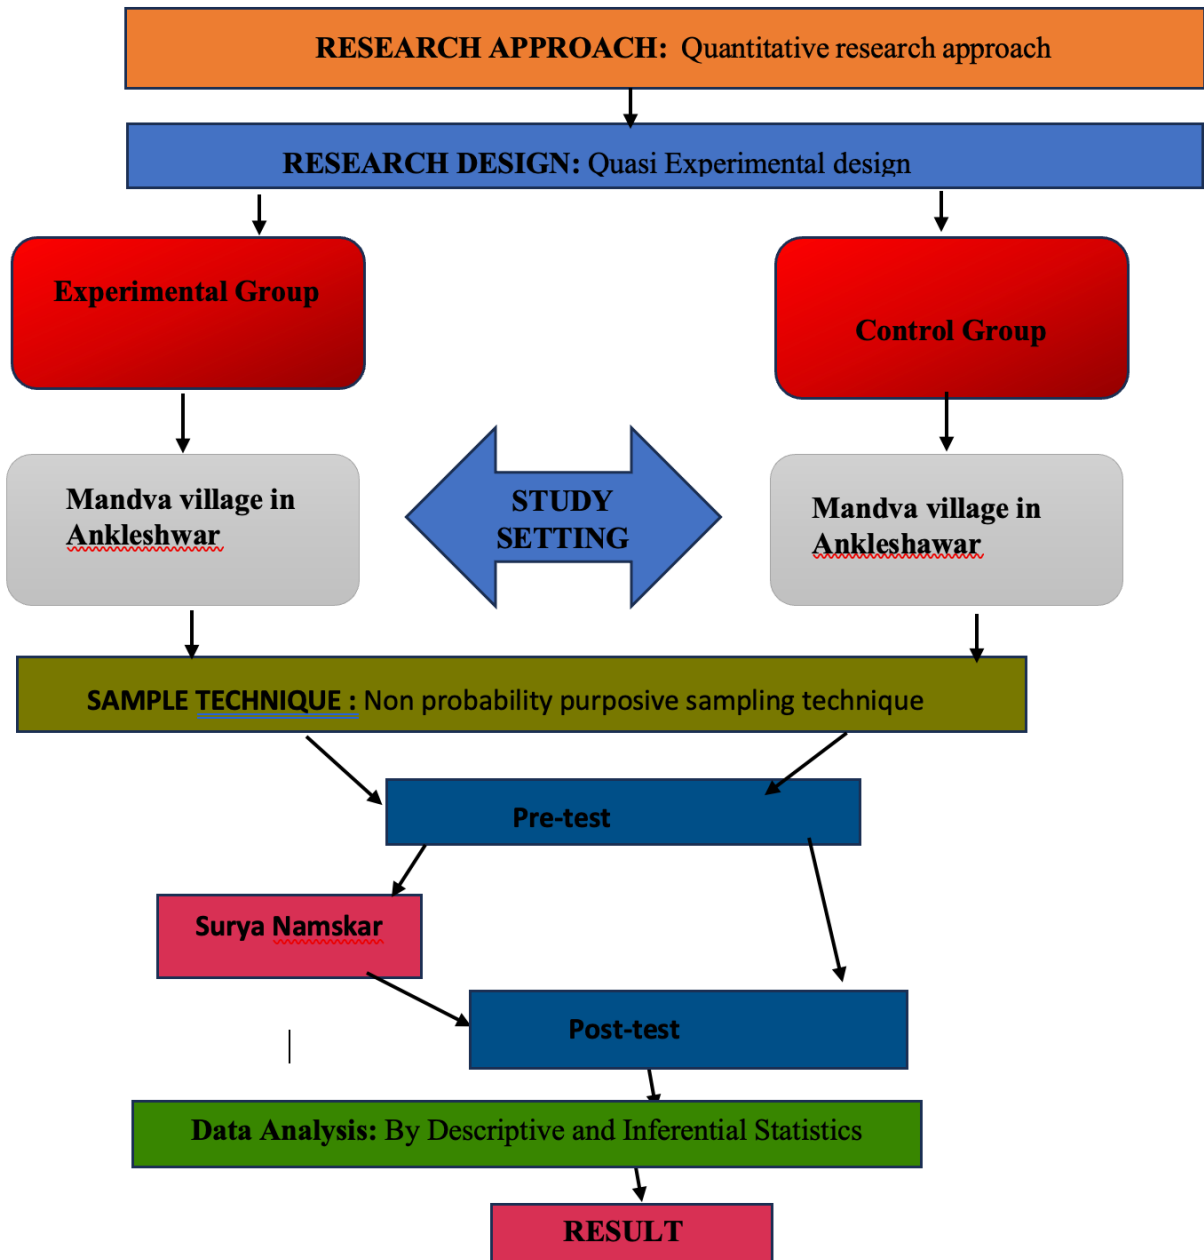 RESEARCH APPROACH: Quantitative research approach
RESEARCH DESIGN: Quasi Experimental design
Experimental Group
Control Group
Mandva village in
Ankleshwar
STUDY
SETTING
Mandva village in
Ankleshawar
SAMPLE TECHNIQUE : Non probability purposive sampling technique
Pre-test
Surya Namskar
Post-test
Data Analysis: By Descriptive and Inferential Statistics
RESULT